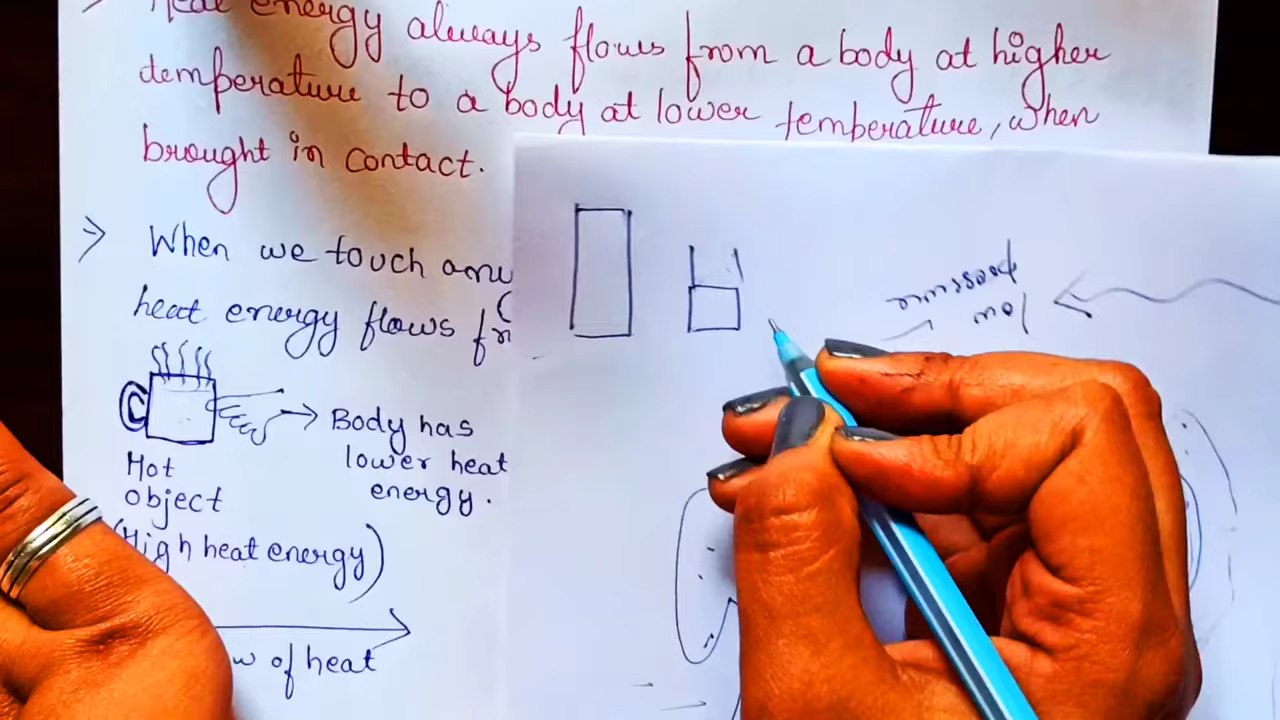 Heat energy always flows from a body at higher
temperature to a body at lower temperature, when
brought in contact.
> When we touch any
heat energy flows fr
Body has
lower heat
energy.
Hot
object
(High heat energy)
w of heat
low
pressure